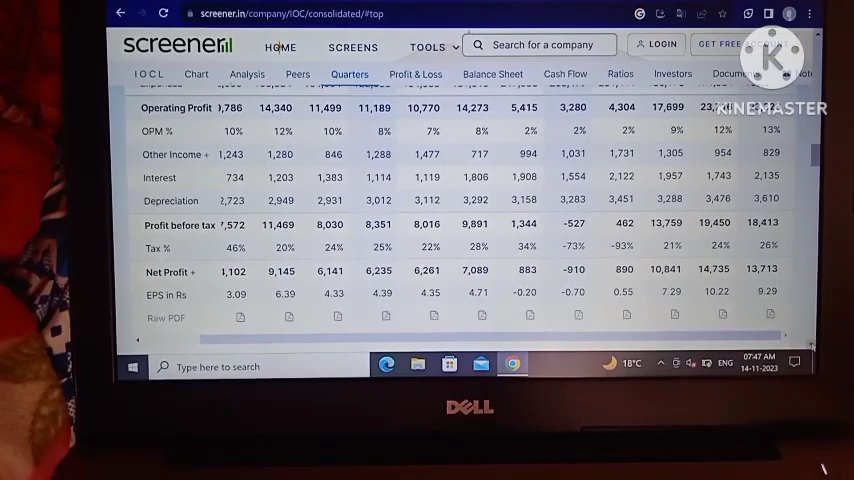 screener.in/company/IOC/consolidated/#top
screener
HOME SCREENS TOOLS Search for a company LOGIN GET FREE ACCOUNT
IOCL Chart Analysis Peers Quarters Profit & Loss Balance Sheet Cash Flow Ratios Investors Documents
KINEMASTER
Operating Profit 9,786 14,340 11,499 11,189 10,770 14,273 5,415 3,280 4,304 17,699
OPM % 10% 12% 10% 8% 7% 8% 2% 2% 2% 9% 12% 13%
Other Income + 1,243 1,280 846 1,288 1,477 717 994 1,031 1,731 1,305 954 829
Interest 734 1,203 1,383 1,114 1,119 1,806 1,908 1,554 2,122 1,957 1,743 2,135
Depreciation 2,723 2,949 2,931 3,012 3,112 3,292 3,158 3,283 3,451 3,288 3,476 3,610
Profit before tax 7,572 11,469 8,030 8,351 8,016 9,891 1,344 -527 462 13,759 19,450 18,413
Tax % 46% 20% 24% 25% 22% 28% 34% -73% -93% 21% 24% 26%
Net Profit + 4,102 9,145 6,141 6,235 6,261 7,089 883 -910 890 10,841 14,735 13,713
EPS in Rs 3.09 6.39 4.33 4.39 4.35 4.71 -0.20 -0.70 0.55 7.29 10.22 9.29
Raw PDF
Type here to search 18°C ENG 07:47 AM
14-11-2023
DELL